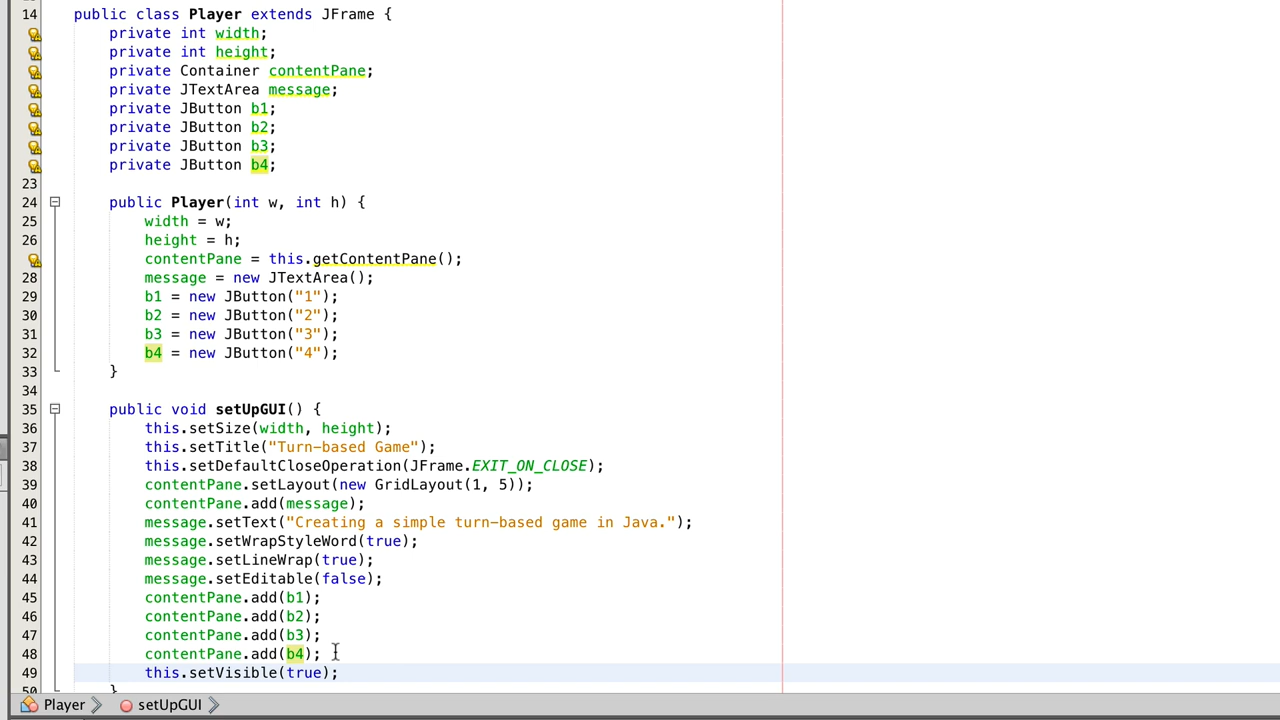 14 public class Player extends JFrame {
private int width;
private int height;
private Container contentPane;
private JTextArea message;
private JButton b1;
private JButton b2;
private JButton b3;
private JButton b4;
23
24 public Player(int w, int h) {
25 width = w;
26 height = h;
contentPane = this.getContentPane();
28 message = new JTextArea();
29 b1 = new JButton("1");
30 b2 = new JButton("2");
31 b3 = new JButton("3");
32 b4 = new JButton("4");
33 }
34
35 public void setUpGUI() {
36 this.setSize(width, height);
37 this.setTitle("Turn-based Game");
38 this.setDefaultCloseOperation(JFrame.EXIT_ON_CLOSE);
39 contentPane.setLayout(new GridLayout(1, 5));
40 contentPane.add(message);
41 message.setText("Creating a simple turn-based game in Java.");
42 message.setWrapStyleWord(true);
43 message.setLineWrap(true);
44 message.setEditable(false);
45 contentPane.add(b1);
46 contentPane.add(b2);
47 contentPane.add(b3);
48 contentPane.add(b4);
49 this.setVisible(true);
50 }
Player setUpGUI